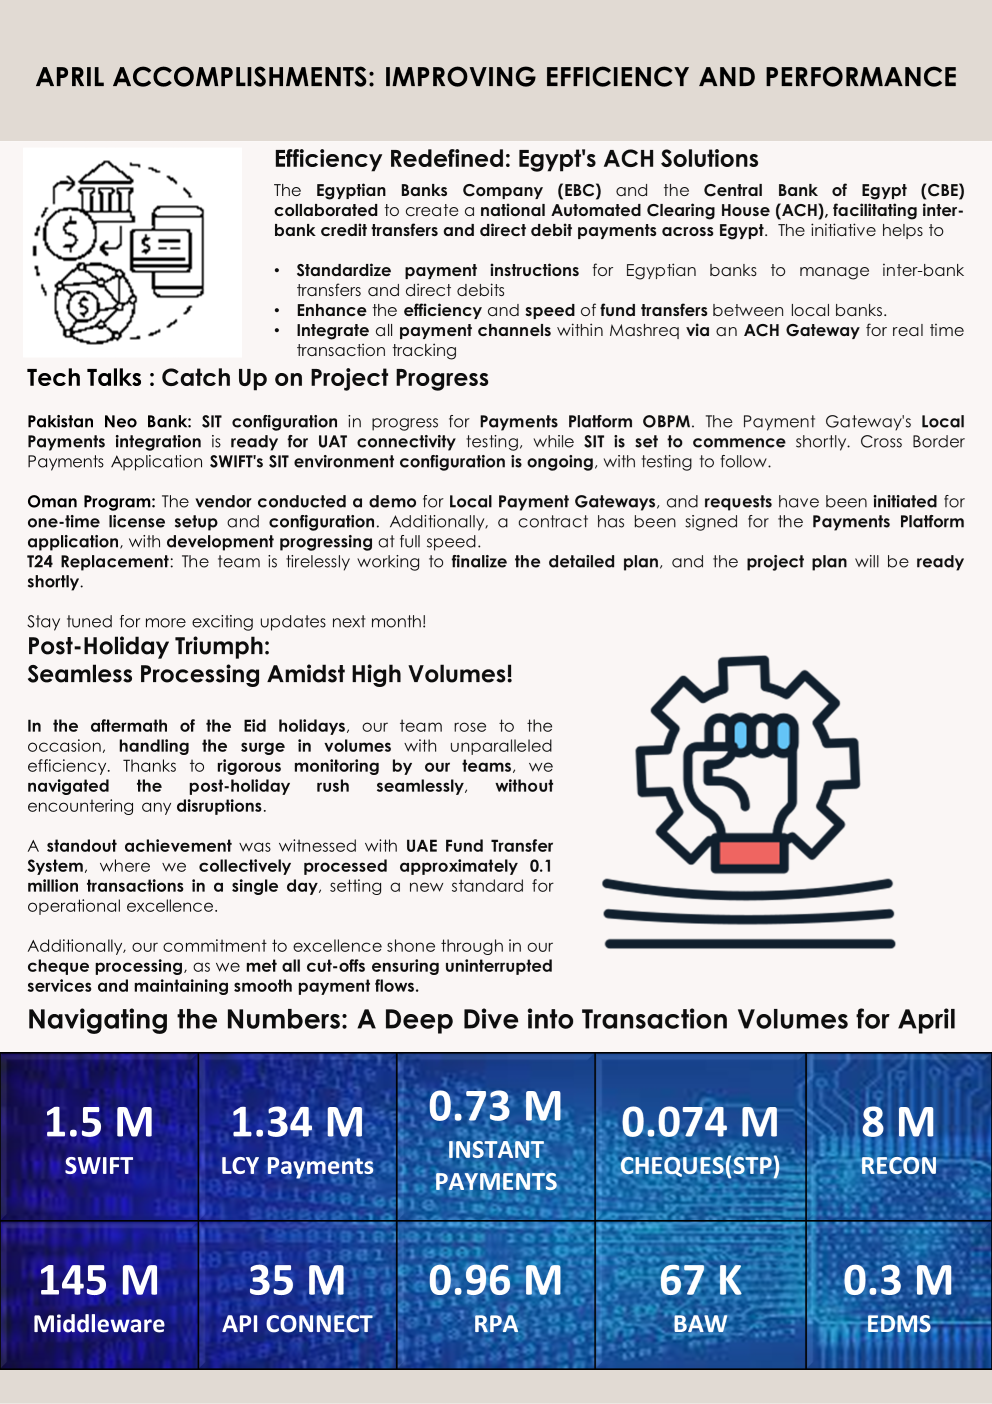 APRIL ACCOMPLISHMENTS: IMPROVING EFFICIENCY AND PERFORMANCE
Efficiency Redefined: Egypt's ACH Solutions
The Egyptian Banks Company (EBC) and the Central Bank of Egypt (CBE)
collaborated to create a national Automated Clearing House (ACH), facilitating inter-
bank credit transfers and direct debit payments across Egypt. The initiative helps to
• Standardize payment instructions for Egyptian banks to manage inter-bank
transfers and direct debits
• Enhance the efficiency and speed of fund transfers between local banks.
• Integrate all payment channels within Mashreq via an ACH Gateway for real time
transaction tracking
Tech Talks : Catch Up on Project Progress
Pakistan Neo Bank: SIT configuration in progress for Payments Platform OBPM. The Payment Gateway's Local
Payments integration is ready for UAT connectivity testing, while SIT is set to commence shortly. Cross Border
Payments Application SWIFT's SIT environment configuration is ongoing, with testing to follow.
Oman Program: The vendor conducted a demo for Local Payment Gateways, and requests have been initiated for
one-time license setup and configuration. Additionally, a contract has been signed for the Payments Platform
application, with development progressing at full speed.
T24 Replacement: The team is tirelessly working to finalize the detailed plan, and the project plan will be ready
shortly.
Stay tuned for more exciting updates next month!
Post-Holiday Triumph:
Seamless Processing Amidst High Volumes!
In the aftermath of the Eid holidays, our team rose to the
occasion, handling the surge in volumes with unparalleled
efficiency. Thanks to rigorous monitoring by our teams, we
navigated the post-holiday rush seamlessly, without
encountering any disruptions.
A standout achievement was witnessed with UAE Fund Transfer
System, where we collectively processed approximately 0.1
million transactions in a single day, setting a new standard for
operational excellence.
Additionally, our commitment to excellence shone through in our
cheque processing, as we met all cut-offs ensuring uninterrupted
services and maintaining smooth payment flows.
Navigating the Numbers: A Deep Dive into Transaction Volumes for April
1.5 M
SWIFT
1.34 M
LCY Payments
0.73 M
INSTANT
PAYMENTS
0.074 M
CHEQUES(STP)
8 M
RECON
145 M
Middleware
35 M
API CONNECT
0.96 M
RPA
67 K
BAW
0.3 M
EDMS